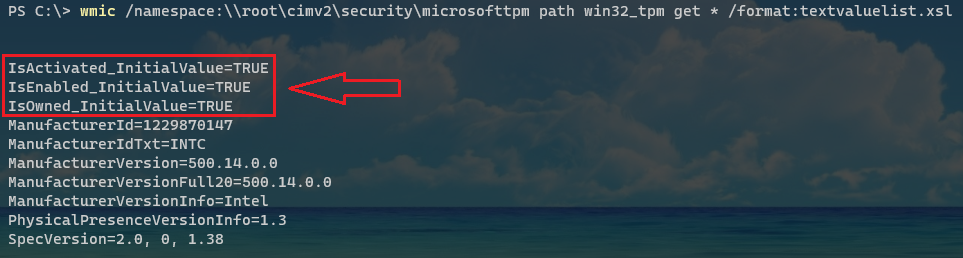 PS C:\> wmic /namespace:\\root\cimv2\security\microsofttpm path win32_tpm get * /format:textvaluelist.xsl
IsActivated_InitialValue=TRUE
IsEnabled_InitialValue=TRUE
IsOwned_InitialValue=TRUE
ManufacturerId=1229870147
ManufacturerIdTxt=INTC
ManufacturerVersion=500.14.0.0
ManufacturerVersionFull20=500.14.0.0
ManufacturerVersionInfo=Intel
PhysicalPresenceVersionInfo=1.3
SpecVersion=2.0, 0, 1.38